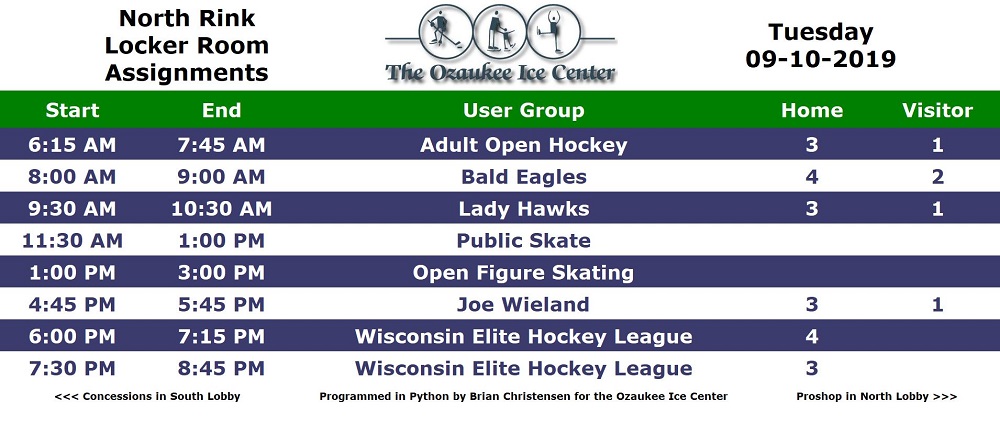 North Rink
Locker Room
Assignments
The Ozaukee Ice Center
Tuesday
09-10-2019
Start End User Group Home Visitor
6:15 AM 7:45 AM Adult Open Hockey 3 1
8:00 AM 9:00 AM Bald Eagles 4 2
9:30 AM 10:30 AM Lady Hawks 3 1
11:30 AM 1:00 PM Public Skate
1:00 PM 3:00 PM Open Figure Skating
4:45 PM 5:45 PM Joe Wieland 3 1
6:00 PM 7:15 PM Wisconsin Elite Hockey League 4
7:30 PM 8:45 PM Wisconsin Elite Hockey League 3
<<< Concessions in South Lobby Programmed in Python by Brian Christensen for the Ozaukee Ice Center Proshop in North Lobby >>>